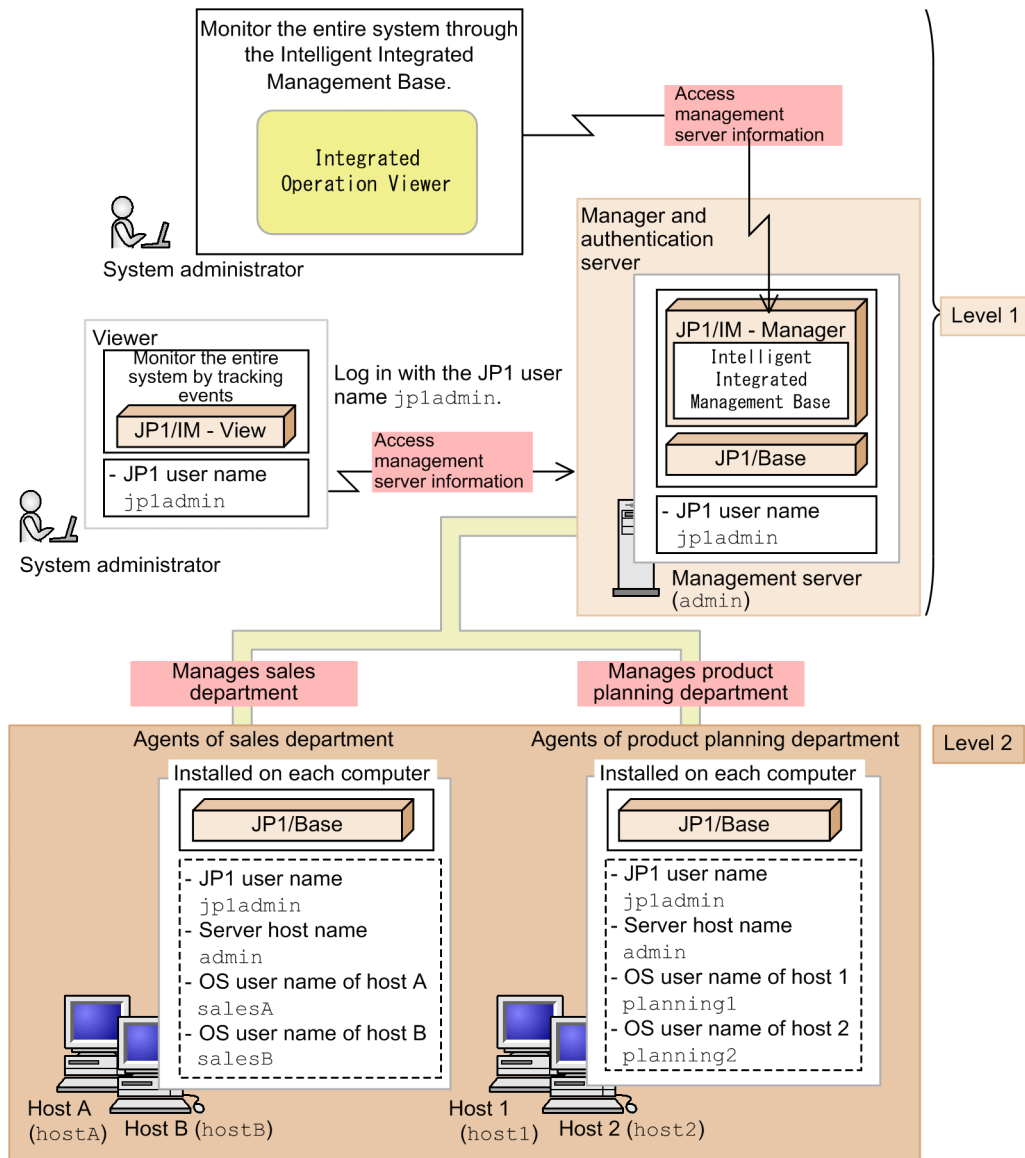 Monitor the entire system through
the Intelligent Integrated
Management Base.
Integrated
Operation Viewer
System administrator
Access
management
server information
Manager and
authentication
server
JP1/IM - Manager
Intelligent
Integrated
Management Base
JP1/Base
- JP1 user name
jp1admin
Management server
(admin)
Level 1
Viewer
Monitor the entire
system by tracking
events
JP1/IM - View
- JP1 user name
jp1admin
System administrator
Log in with the JP1 user
name jp1admin.
Access
management
server information
Manages sales
department
Manages product
planning department
Level 2
Agents of sales department
Installed on each computer
JP1/Base
- JP1 user name
jp1admin
- Server host name
admin
- OS user name of host A
salesA
- OS user name of host B
salesB
Host A
(hostA)
Host B (hostB)
Agents of product planning department
Installed on each computer
JP1/Base
- JP1 user name
jp1admin
- Server host name
admin
- OS user name of host 1
planning1
- OS user name of host 2
planning2
Host 1
(host1)
Host 2 (host2)